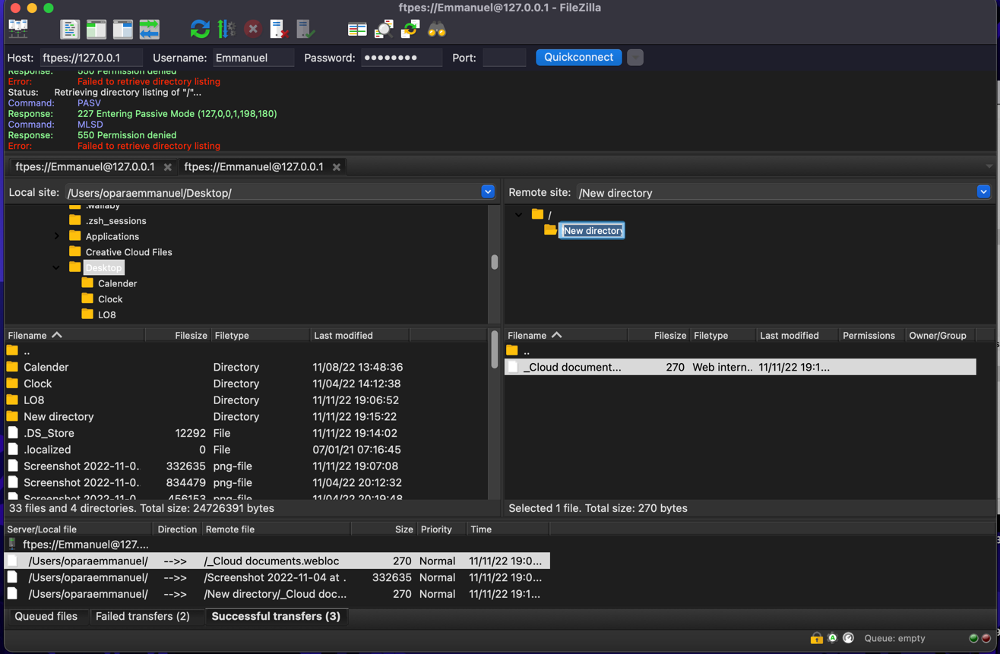 ftpes://Emmanuel@127.0.0.1 - FileZilla
Host: ftpes://127.0.0.1 Username: Emmanuel Password: ●●●●●●●● Port: Quickconnect
Response: 550 Permission denied
Error: Failed to retrieve directory listing
Status: Retrieving directory listing of "/"...
Command: PASV
Response: 227 Entering Passive Mode (127,0,0,1,198,180)
Command: MLSD
Response: 550 Permission denied
Error: Failed to retrieve directory listing
ftpes://Emmanuel@127.0.0.1 ftpes://Emmanuel@127.0.0.1
Local site: /Users/oparaemmanuel/Desktop/
.wallaby
.zsh_sessions
Applications
Creative Cloud Files
Desktop
Calender
Clock
LO8
Filename Filesize Filetype Last modified
..
Calender Directory 11/08/22 13:48:36
Clock Directory 11/04/22 14:12:38
LO8 Directory 11/11/22 19:06:52
New directory Directory 11/11/22 19:15:22
.DS_Store 12292 File 11/11/22 19:14:02
.localized 0 File 07/01/21 07:16:45
Screenshot 2022-11-0.. 332635 png-file 11/11/22 19:07:08
Screenshot 2022-11-0.. 834479 png-file 11/04/22 20:12:32
Screenshot 2022-11-0.. 456153 png-file 11/04/22 20:19:48
33 files and 4 directories. Total size: 24726391 bytes
Remote site: /New directory
/
New directory
Filename Filesize Filetype Last modified Permissions Owner/Group
..
_Cloud document... 270 Web intern.. 11/11/22 19:1...
Selected 1 file. Total size: 270 bytes
Server/Local file Direction Remote file Size Priority Time
ftpes://Emmanuel@127....
/Users/oparaemmanuel/ -->> /_Cloud documents.webloc 270 Normal 11/11/22 19:0...
/Users/oparaemmanuel/ -->> /Screenshot 2022-11-04 at . 332635 Normal 11/11/22 19:0...
/Users/oparaemmanuel/ -->> /New directory/_Cloud doc... 270 Normal 11/11/22 19:1...
Queued files Failed transfers (2) Successful transfers (3)
Queue: empty